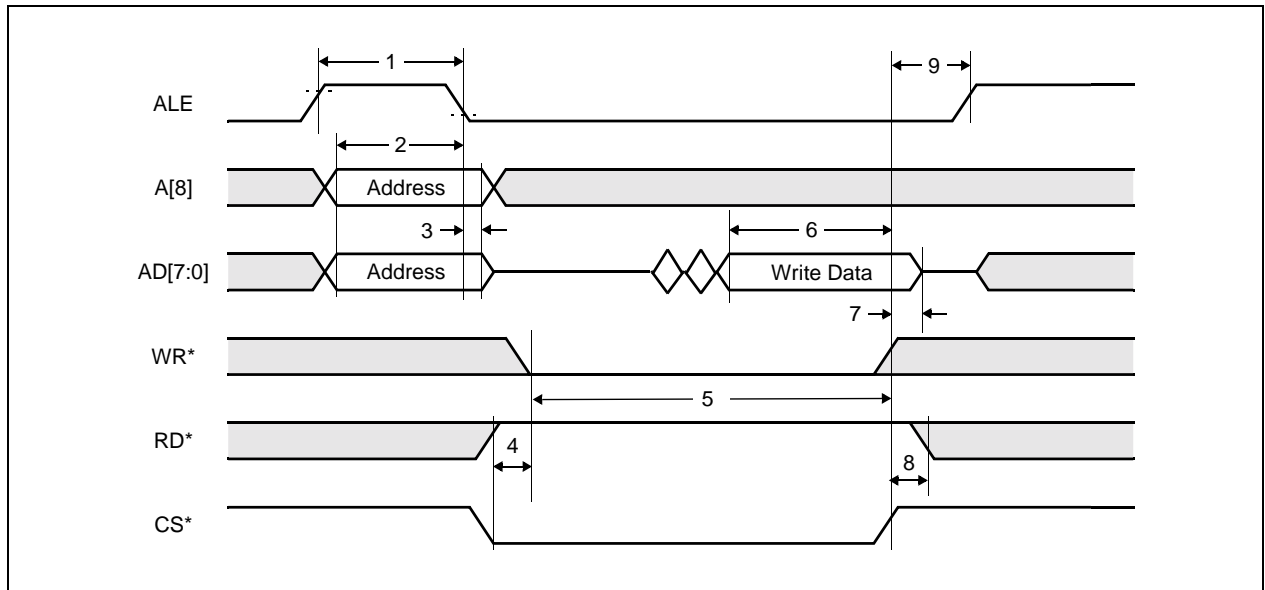 1
9
ALE
2
A[8]
Address
3
6
AD[7:0]
Address
Write Data
7
WR*
5
RD*
4
8
CS*